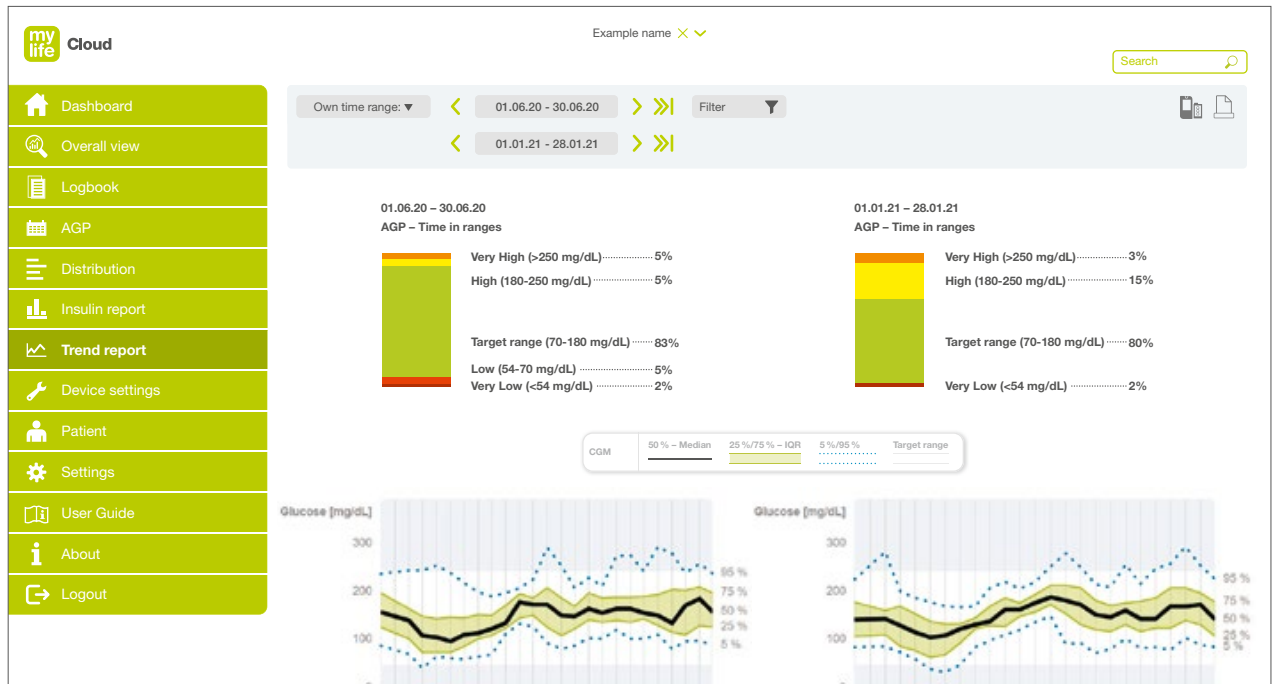 my
life
Cloud
Example name
Search
Dashboard
Overall view
Logbook
AGP
Distribution
Insulin report
Trend report
Device settings
Patient
Settings
User Guide
About
Logout
Own time range:
01.06.20 - 30.06.20
Filter
01.01.21 - 28.01.21
01.06.20 – 30.06.20
AGP – Time in ranges
Very High (>250 mg/dL) 5%
High (180-250 mg/dL) 5%
Target range (70-180 mg/dL) 83%
Low (54-70 mg/dL) 5%
Very Low (<54 mg/dL) 2%
01.01.21 – 28.01.21
AGP – Time in ranges
Very High (>250 mg/dL) 3%
High (180-250 mg/dL) 15%
Target range (70-180 mg/dL) 80%
Very Low (<54 mg/dL) 2%
CGM
50 % – Median
25 %/75 % – IQR
5 %/95 %
Target range
Glucose [mg/dL]
300
200
100
95 %
75 %
50 %
25 %
5 %
Glucose [mg/dL]
300
200
100
95 %
75 %
50 %
25 %
5 %